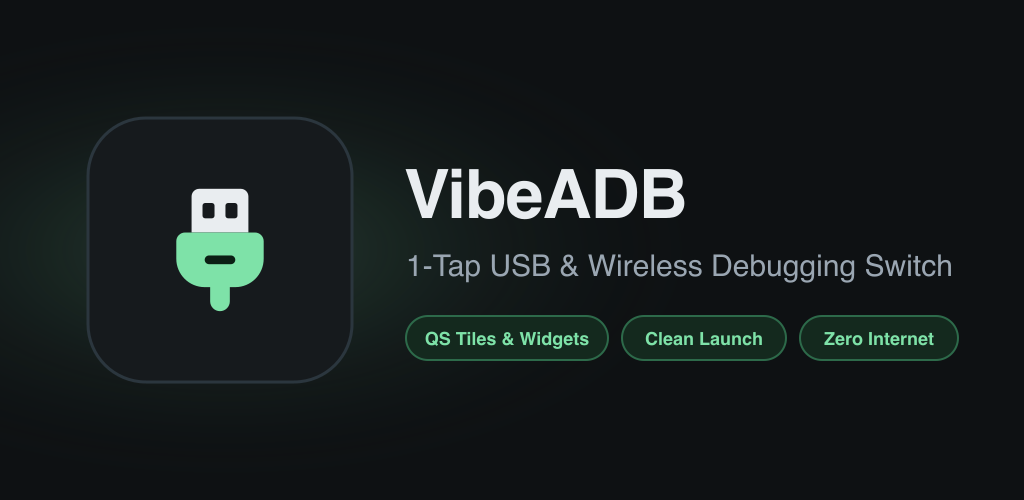 VibeADB
1-Tap USB & Wireless Debugging Switch
QS Tiles & Widgets
Clean Launch
Zero Internet